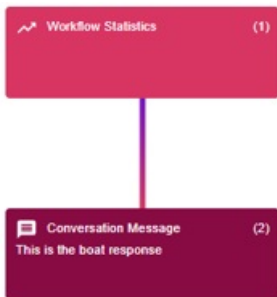 Workflow Statistics (1)
Conversation Message (2)
This is the boat response